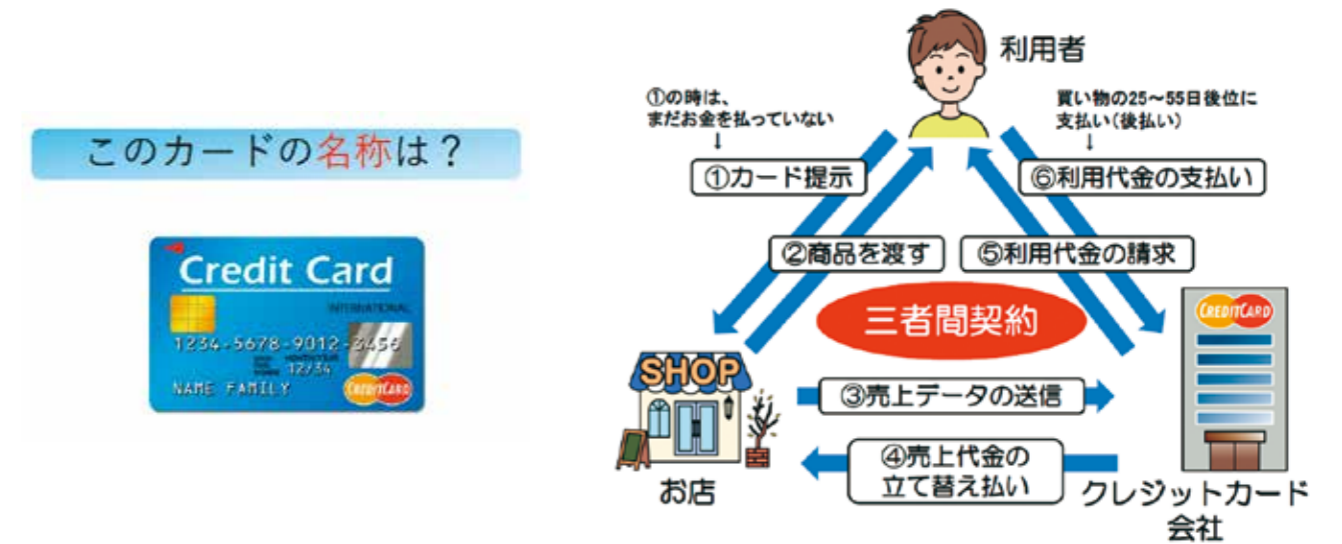 このカードの名称は？
Credit Card
INTERNATIONAL
1234-5678-9012-3456
12/34
NAME FAMILY
CREDITCARD
利用者
①の時は、
まだお金を払っていない
↓
①カード提示
買い物の25～55日後位に
支払い（後払い）
↓
⑥利用代金の支払い
②商品を渡す
⑤利用代金の請求
三者間契約
CREDITCARD
SHOP
③売上データの送信
④売上代金の
立て替え払い
お店
クレジットカード
会社